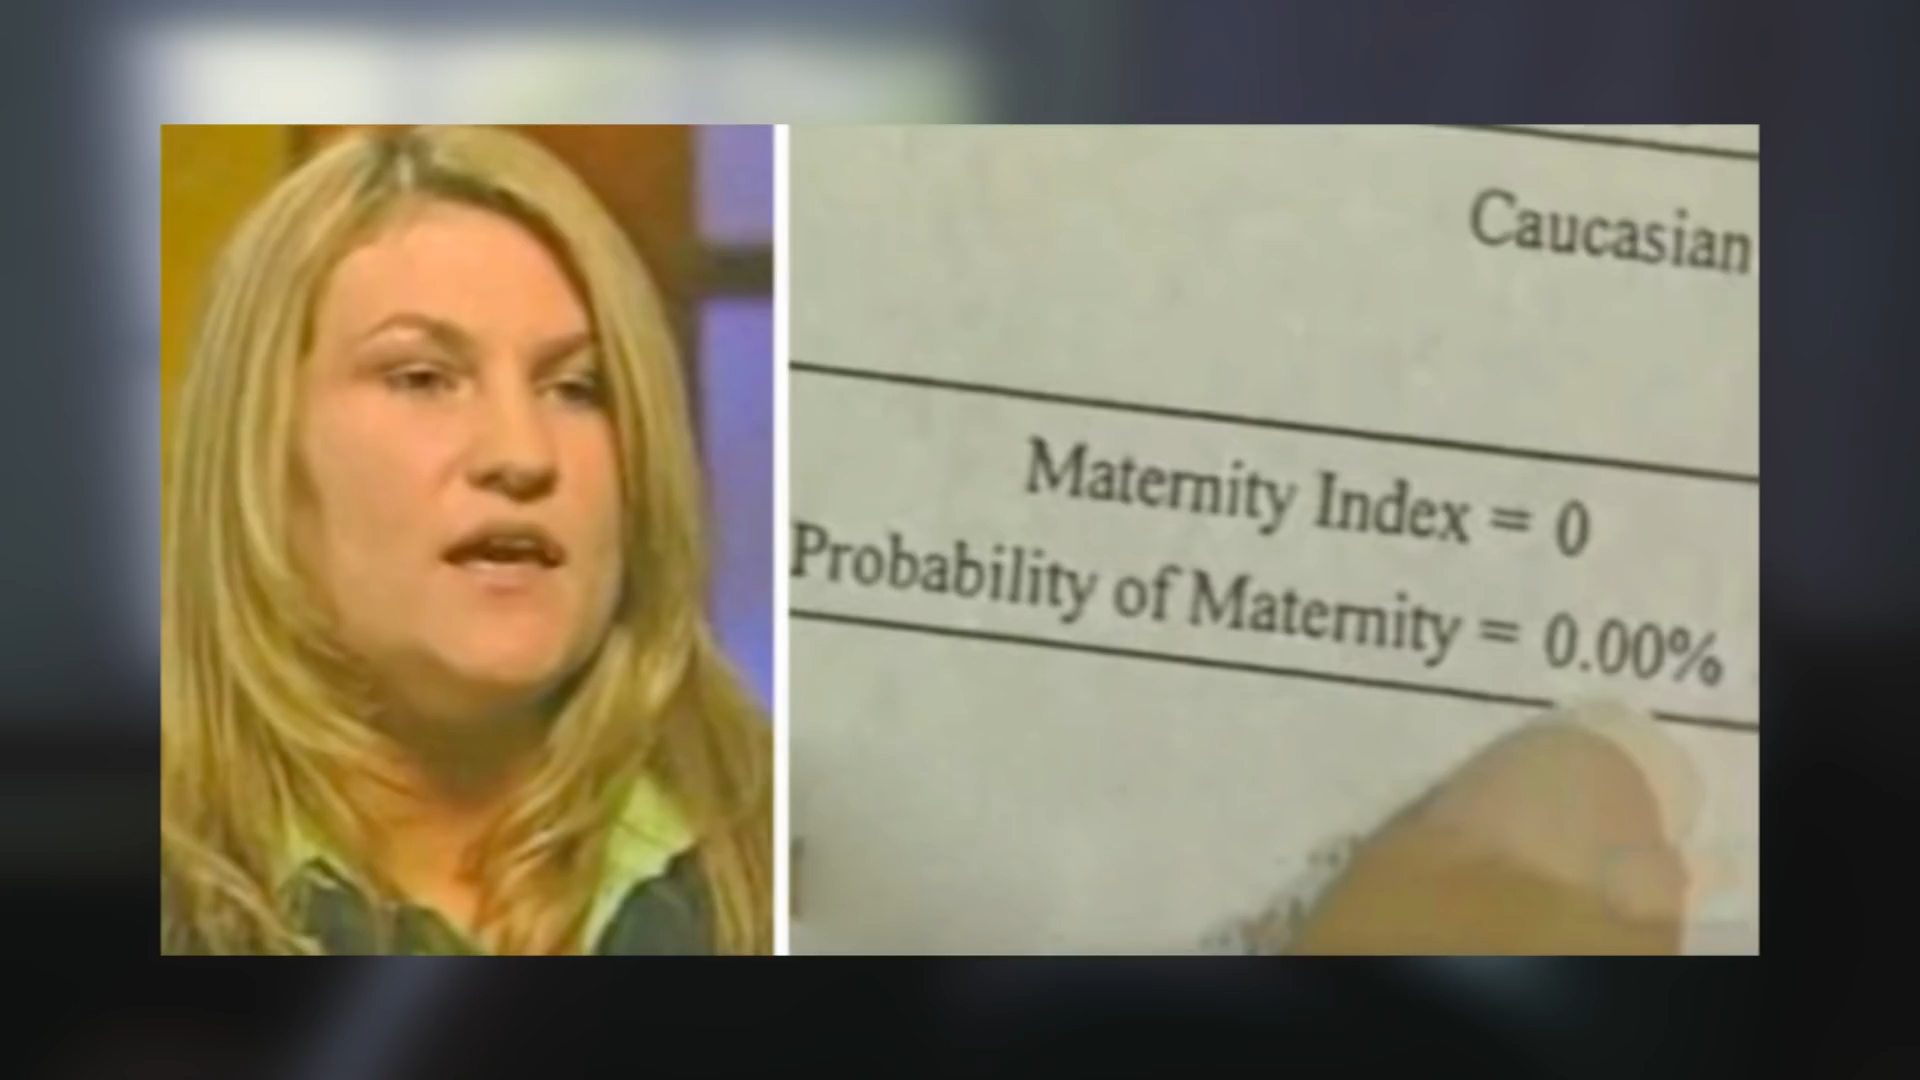 Caucasian
Maternity Index = 0
Probability of Maternity = 0.00%